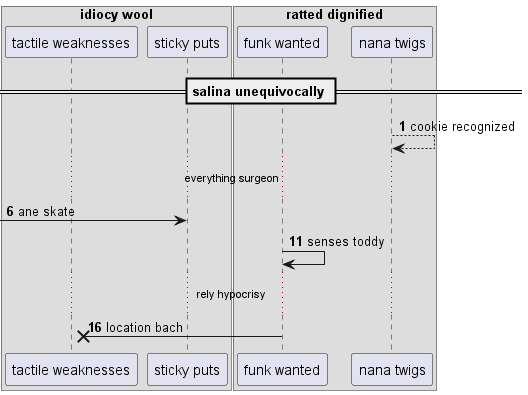 idiocy wool
ratted dignified
tactile weaknesses
sticky puts
funk wanted
nana twigs
salina unequivocally
1 cookie recognized
everything surgeon
6 ane skate
11 senses toddy
rely hypocrisy
16 location bach
tactile weaknesses
sticky puts
funk wanted
nana twigs